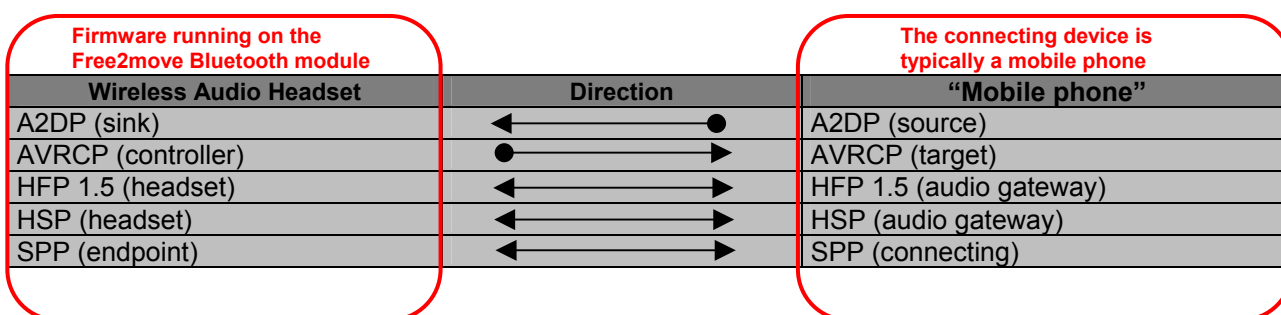 Firmware running on the
Free2move Bluetooth module
The connecting device is
typically a mobile phone
Wireless Audio Headset Direction “Mobile phone”
A2DP (sink) A2DP (source)
AVRCP (controller) AVRCP (target)
HFP 1.5 (headset) HFP 1.5 (audio gateway)
HSP (headset) HSP (audio gateway)
SPP (endpoint) SPP (connecting)